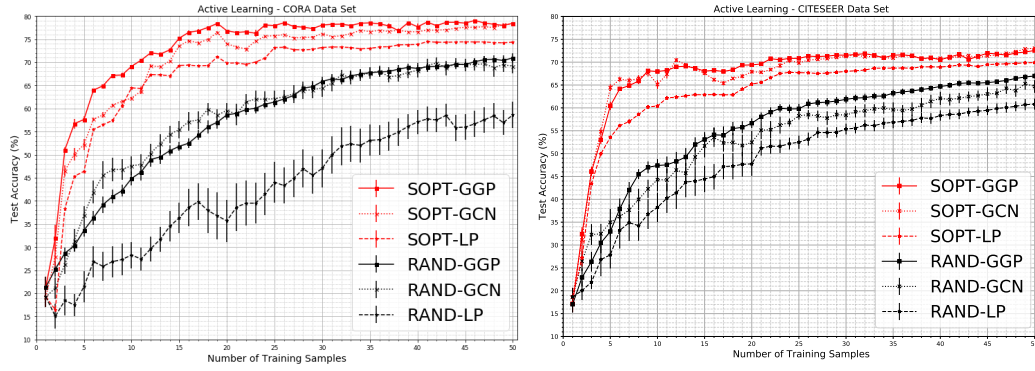 Active Learning - CORA Data Set
Test Accuracy (%)
80
75
70
65
60
55
50
45
40
35
30
25
20
15
10
0
5
10
15
20
25
30
35
40
45
50
Number of Training Samples
SOPT-GGP
SOPT-GCN
SOPT-LP
RAND-GGP
RAND-GCN
RAND-LP
Active Learning - CITESEER Data Set
Test Accuracy (%)
80
75
70
65
60
55
50
45
40
35
30
25
20
15
10
0
5
10
15
20
25
30
35
40
45
50
Number of Training Samples
SOPT-GGP
SOPT-GCN
SOPT-LP
RAND-GGP
RAND-GCN
RAND-LP